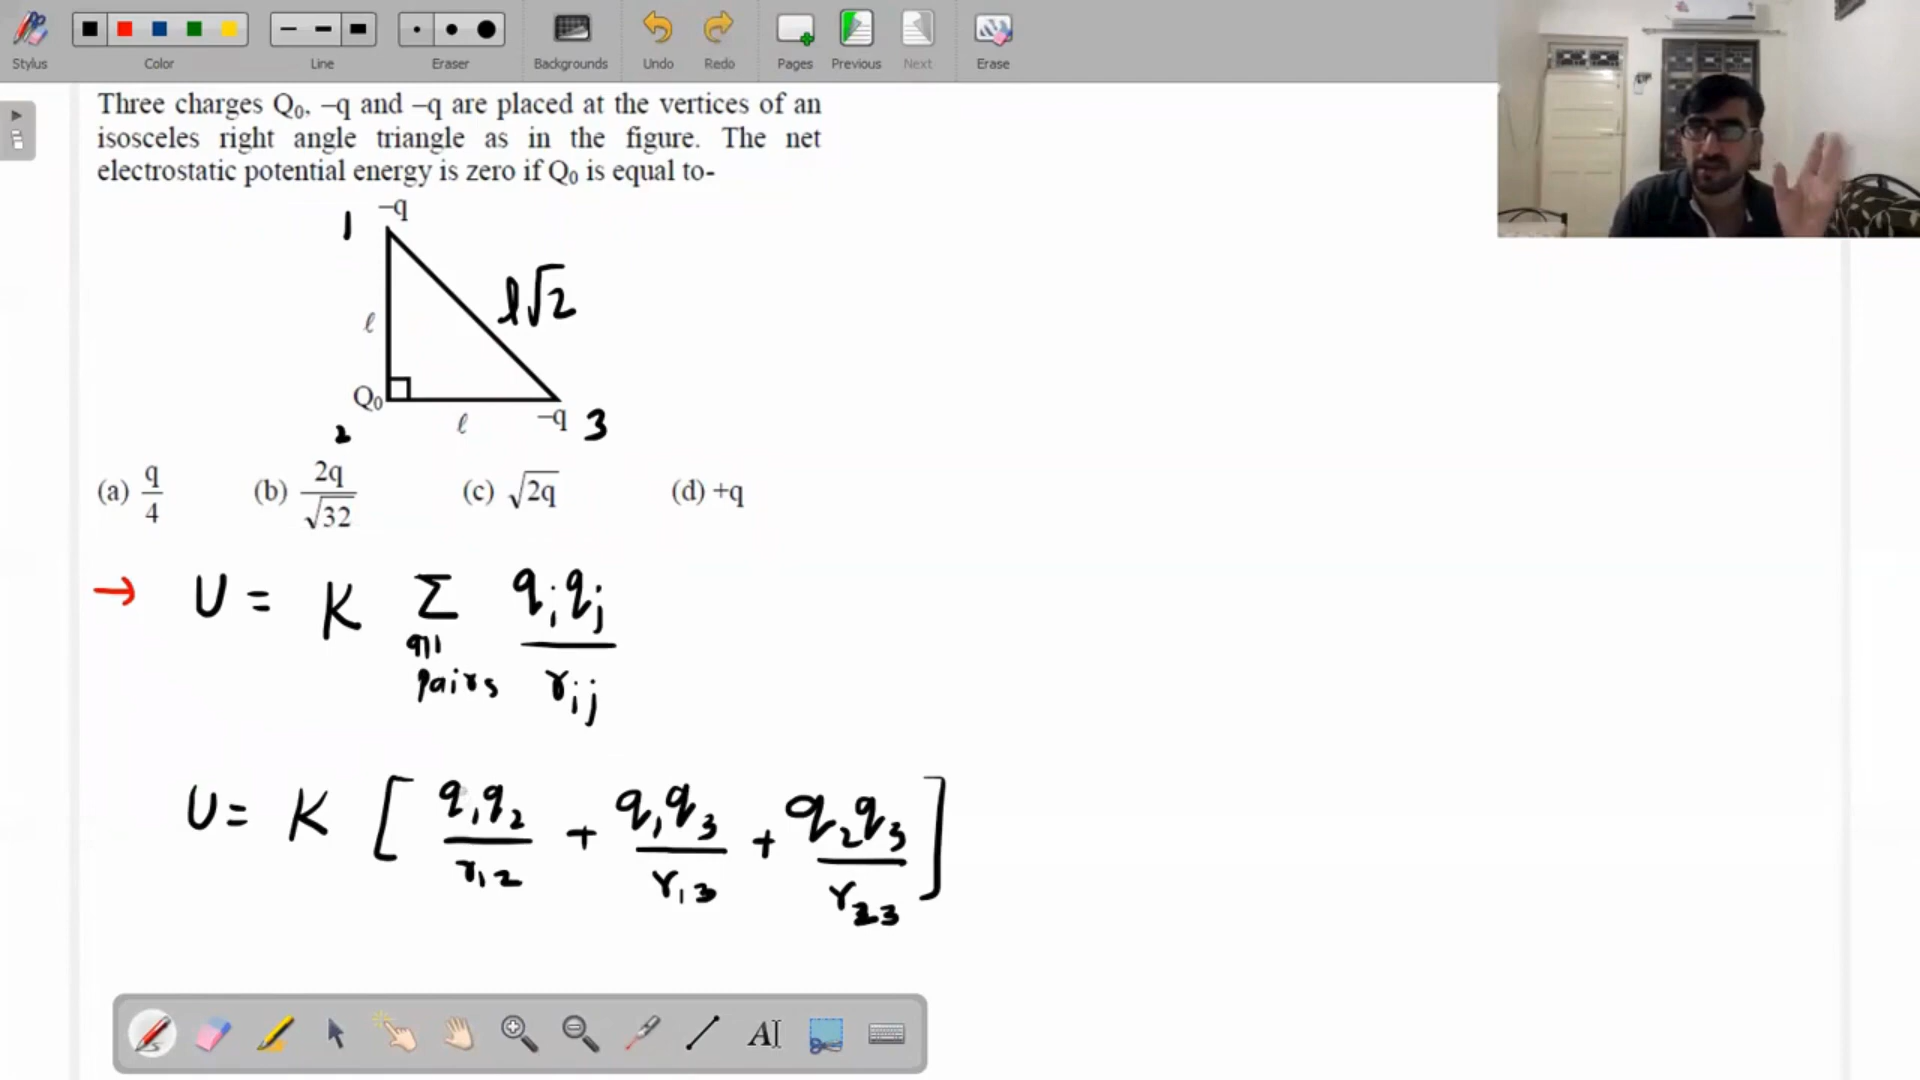 Stylus Color Line Eraser Backgrounds Undo Redo Pages Previous Next Erase
Three charges Q₀, –q and –q are placed at the vertices of an
isosceles right angle triangle as in the figure. The net
electrostatic potential energy is zero if Q₀ is equal to-
1 –q
ℓ l√2
Q₀ ℓ –q 3
2
(a) q/4 (b) 2q/√32 (c) √2q (d) +q
→ U = K Σ qᵢqⱼ / rᵢⱼ
all
pairs
U = K [ q₁q₂/r₁₂ + q₁q₃/r₁₃ + q₂q₃/r₂₃ ]
AI